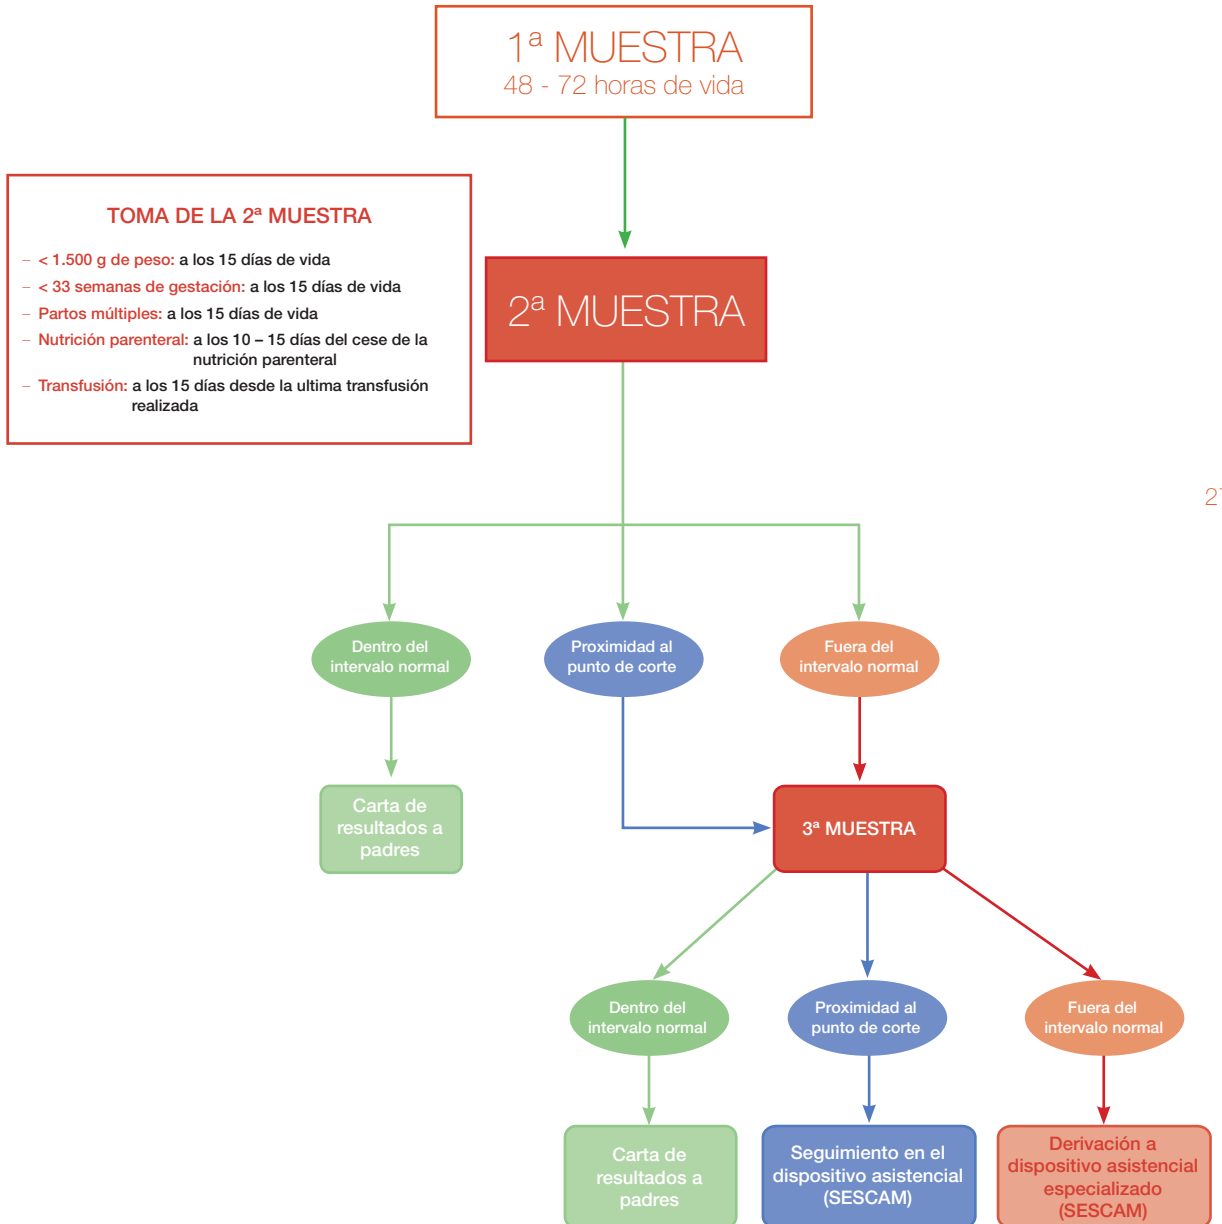 1ª MUESTRA
48 - 72 horas de vida
TOMA DE LA 2ª MUESTRA
– < 1.500 g de peso: a los 15 días de vida
– < 33 semanas de gestación: a los 15 días de vida
– Partos múltiples: a los 15 días de vida
– Nutrición parenteral: a los 10 – 15 días del cese de la
nutrición parenteral
– Transfusión: a los 15 días desde la ultima transfusión
realizada
2ª MUESTRA
Dentro del
intervalo normal
Proximidad al
punto de corte
Fuera del
intervalo normal
Carta de
resultados a
padres
3ª MUESTRA
Dentro del
intervalo normal
Proximidad al
punto de corte
Fuera del
intervalo normal
Carta de
resultados a
padres
Seguimiento en el
dispositivo asistencial
(SESCAM)
Derivación a
dispositivo asistencial
especializado
(SESCAM)